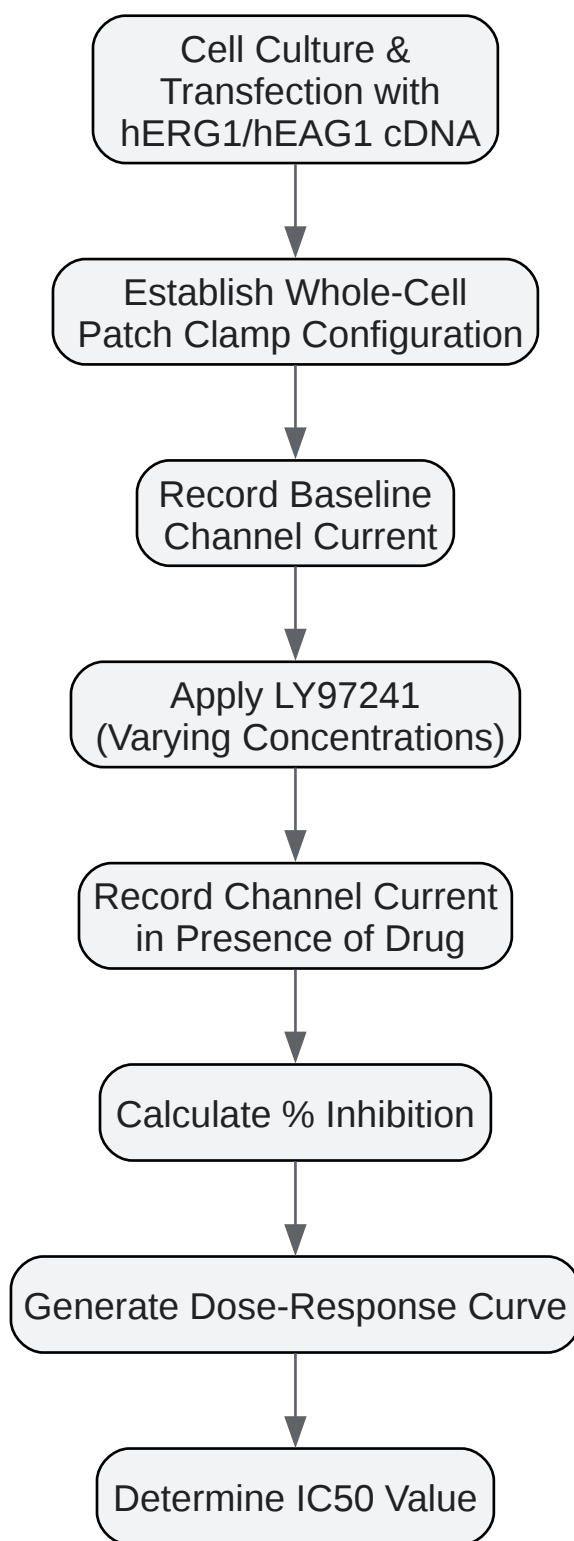 Cell Culture &
Transfection with
hERG1/hEAG1 cDNA
Establish Whole-Cell
Patch Clamp Configuration
Record Baseline
Channel Current
Apply LY97241
(Varying Concentrations)
Record Channel Current
in Presence of Drug
Calculate % Inhibition
Generate Dose-Response Curve
Determine IC50 Value